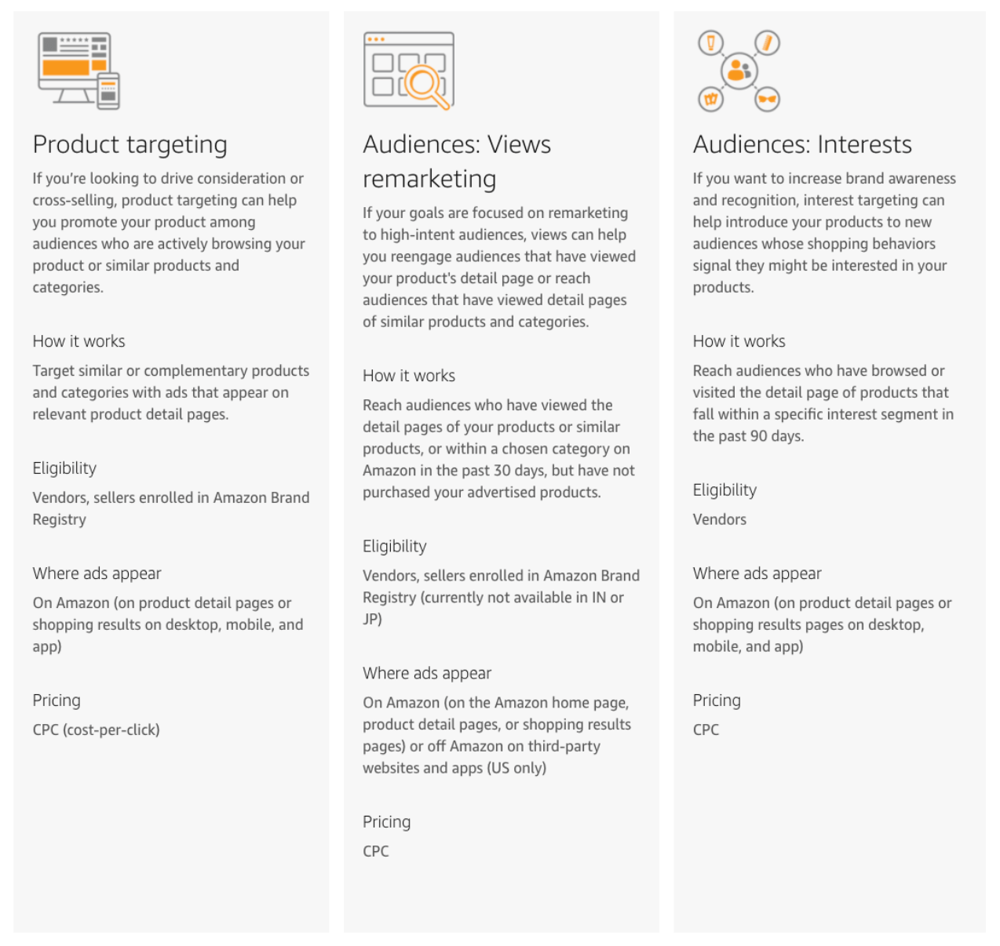 Product targeting
If you're looking to drive consideration or
cross-selling, product targeting can help
you promote your product among
audiences who are actively browsing your
product or similar products and
categories.
How it works
Target similar or complementary products
and categories with ads that appear on
relevant product detail pages.
Eligibility
Vendors, sellers enrolled in Amazon Brand
Registry
Where ads appear
On Amazon (on product detail pages or
shopping results on desktop, mobile, and
app)
Pricing
CPC (cost-per-click)
Audiences: Views
remarketing
If your goals are focused on remarketing
to high-intent audiences, views can help
you reengage audiences that have viewed
your product's detail page or reach
audiences that have viewed detail pages
of similar products and categories.
How it works
Reach audiences who have viewed the
detail pages of your products or similar
products, or within a chosen category on
Amazon in the past 30 days, but have not
purchased your advertised products.
Eligibility
Vendors, sellers enrolled in Amazon Brand
Registry (currently not available in IN or
JP)
Where ads appear
On Amazon (on the Amazon home page,
product detail pages, or shopping results
pages) or off Amazon on third-party
websites and apps (US only)
Pricing
CPC
Audiences: Interests
If you want to increase brand awareness
and recognition, interest targeting can
help introduce your products to new
audiences whose shopping behaviors
signal they might be interested in your
products.
How it works
Reach audiences who have browsed or
visited the detail page of products that
fall within a specific interest segment in
the past 90 days.
Eligibility
Vendors
Where ads appear
On Amazon (on product detail pages or
shopping results pages on desktop,
mobile, and app)
Pricing
CPC